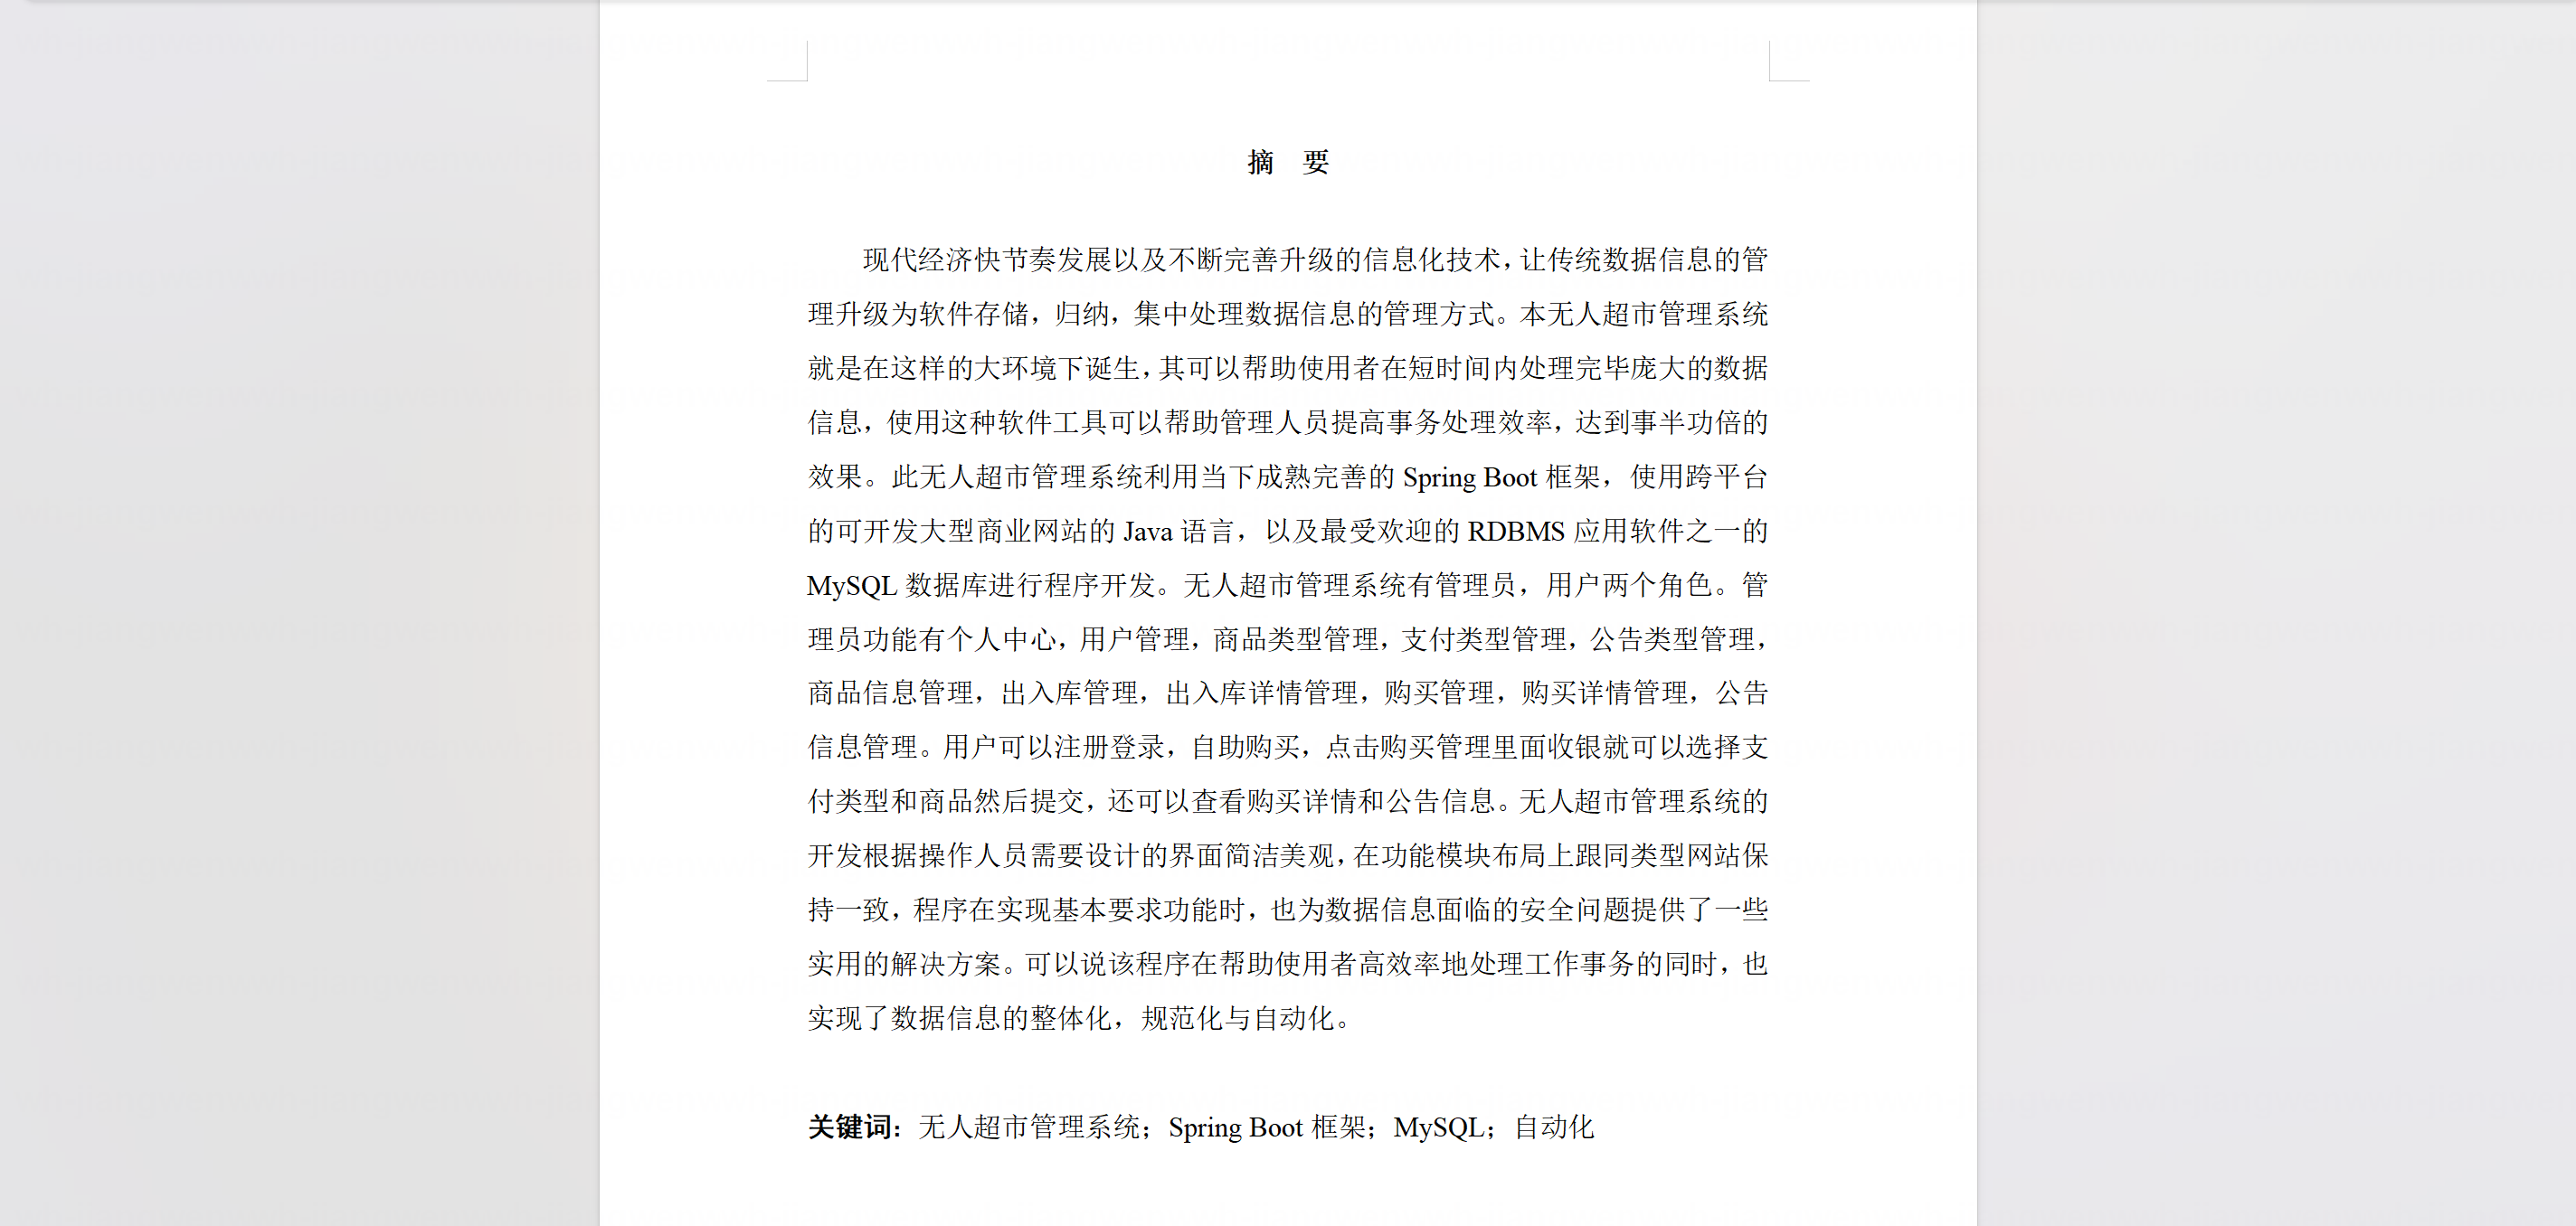 摘 要
现代经济快节奏发展以及不断完善升级的信息化技术，让传统数据信息的管
理升级为软件存储，归纳，集中处理数据信息的管理方式。本无人超市管理系统
就是在这样的大环境下诞生，其可以帮助使用者在短时间内处理完毕庞大的数据
信息，使用这种软件工具可以帮助管理人员提高事务处理效率，达到事半功倍的
效果。此无人超市管理系统利用当下成熟完善的 Spring Boot 框架，使用跨平台
的可开发大型商业网站的 Java 语言，以及最受欢迎的 RDBMS 应用软件之一的
MySQL 数据库进行程序开发。无人超市管理系统有管理员，用户两个角色。管
理员功能有个人中心，用户管理，商品类型管理，支付类型管理，公告类型管理，
商品信息管理，出入库管理，出入库详情管理，购买管理，购买详情管理，公告
信息管理。用户可以注册登录，自助购买，点击购买管理里面收银就可以选择支
付类型和商品然后提交，还可以查看购买详情和公告信息。无人超市管理系统的
开发根据操作人员需要设计的界面简洁美观，在功能模块布局上跟同类型网站保
持一致，程序在实现基本要求功能时，也为数据信息面临的安全问题提供了一些
实用的解决方案。可以说该程序在帮助使用者高效率地处理工作事务的同时，也
实现了数据信息的整体化，规范化与自动化。
关键词：无人超市管理系统；Spring Boot 框架；MySQL；自动化